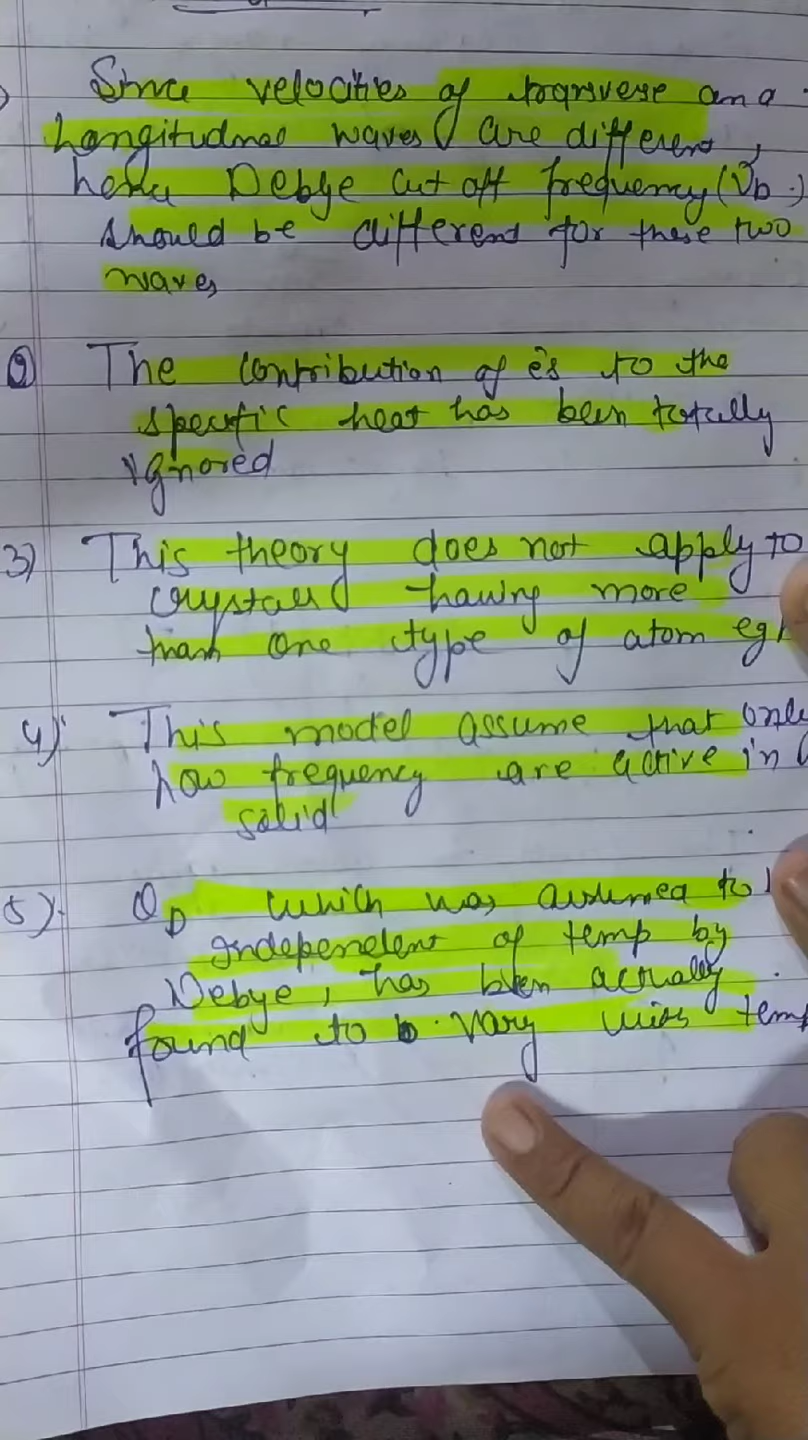 Since velocities of transverse and
Longitudinal waves are different,
hence Debye cut off frequency (νD.)
should be different for these two
waves
2) The contribution of e's to the
specific heat has been totally
ignored
3) This theory does not apply to
crystals having more
than one type of atom eg
4) This model assume that only
low frequency are active in
solid
5). θD which was assumed to
independent of temp by
Debye, has been actually
found to b. vary with temp